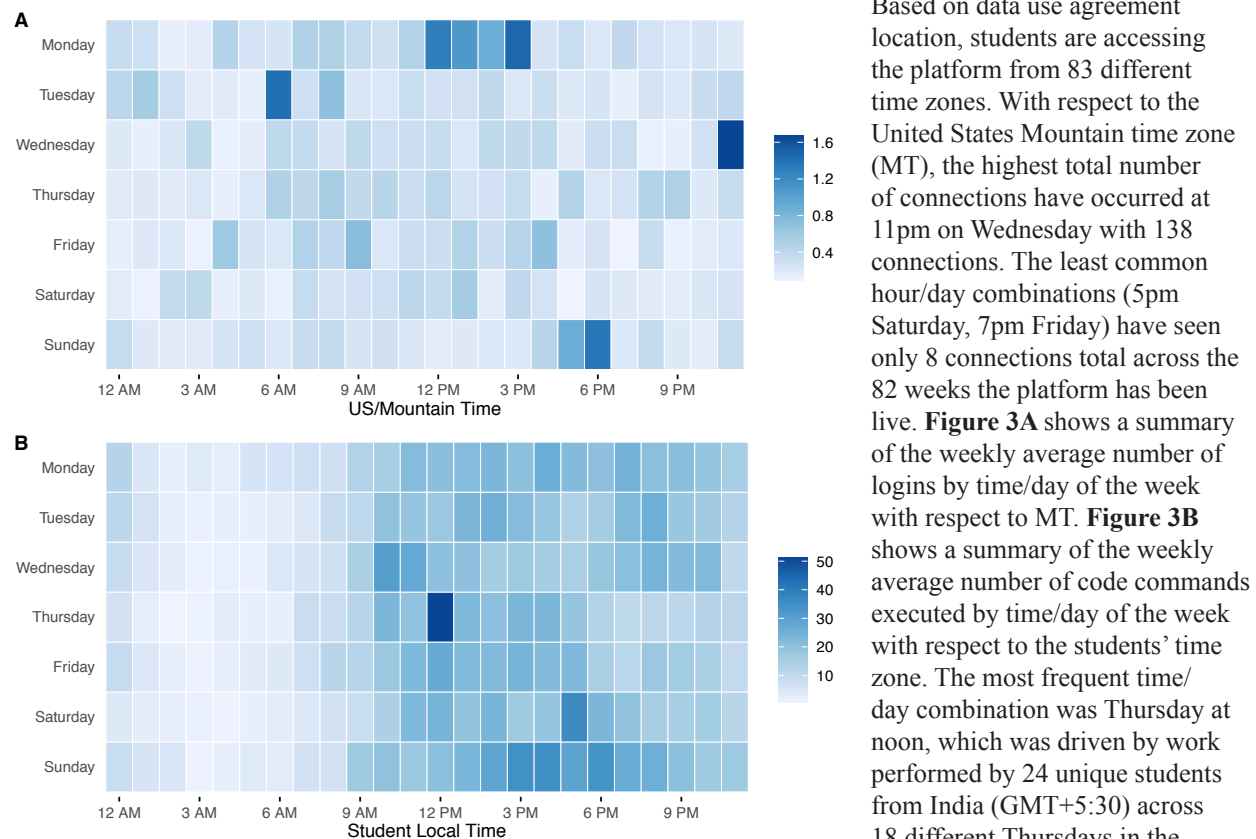 A
Monday
Tuesday
Wednesday
Thursday
Friday
Saturday
Sunday
12 AM 3 AM 6 AM 9 AM 12 PM 3 PM 6 PM 9 PM
US/Mountain Time
1.6
1.2
0.8
0.4
B
Monday
Tuesday
Wednesday
Thursday
Friday
Saturday
Sunday
12 AM 3 AM 6 AM 9 AM 12 PM 3 PM 6 PM 9 PM
Student Local Time
50
40
30
20
10
Based on data use agreement
location, students are accessing
the platform from 83 different
time zones. With respect to the
United States Mountain time zone
(MT), the highest total number
of connections have occurred at
11pm on Wednesday with 138
connections. The least common
hour/day combinations (5pm
Saturday, 7pm Friday) have seen
only 8 connections total across the
82 weeks the platform has been
live. Figure 3A shows a summary
of the weekly average number of
logins by time/day of the week
with respect to MT. Figure 3B
shows a summary of the weekly
average number of code commands
executed by time/day of the week
with respect to the students' time
zone. The most frequent time/
day combination was Thursday at
noon, which was driven by work
performed by 24 unique students
from India (GMT+5:30) across
18 different Thursdays in the